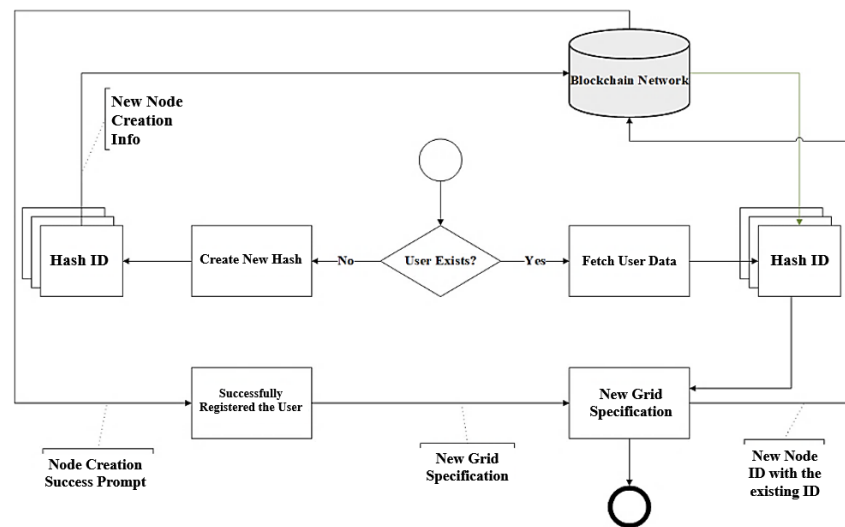 Blockchain Network
New Node
Creation
Info
Hash ID
Create New Hash
No
User Exists?
Yes
Fetch User Data
Hash ID
Successfully
Registered the User
New Grid
Specification
Node Creation
Success Prompt
New Grid
Specification
New Node
ID with the
existing ID